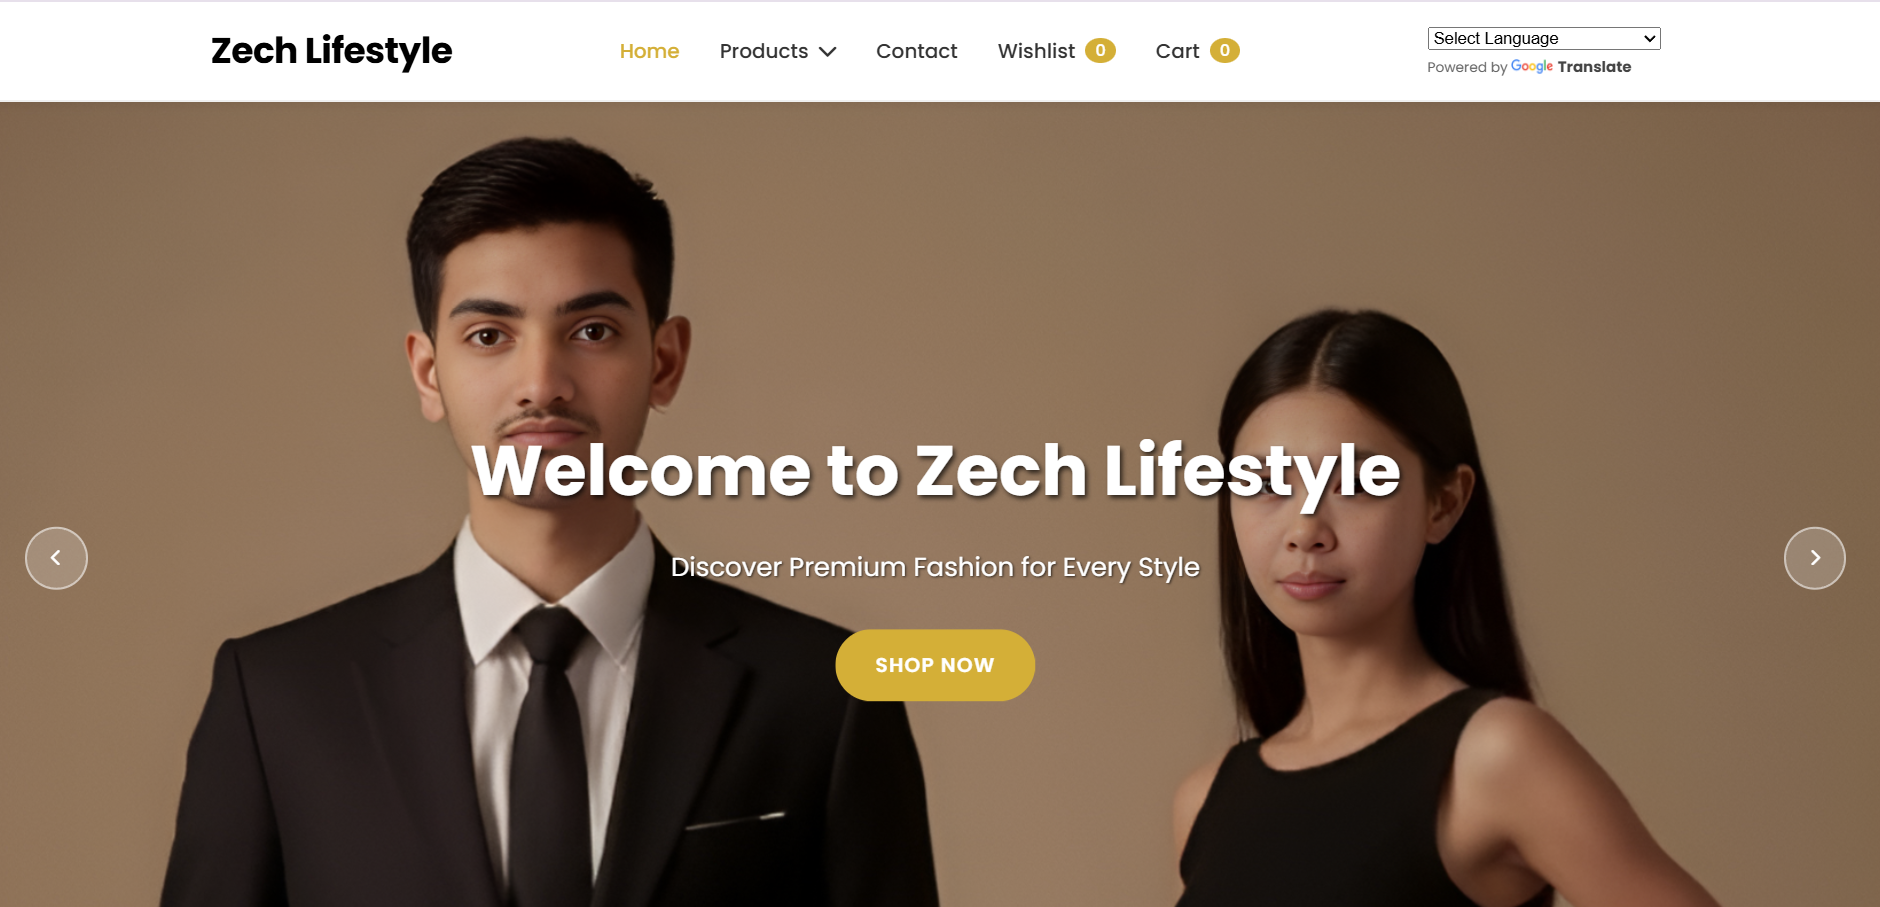 Zech Lifestyle
Home Products Contact Wishlist 0 Cart 0
Select Language
Powered by Google Translate
Welcome to Zech Lifestyle
Discover Premium Fashion for Every Style
SHOP NOW